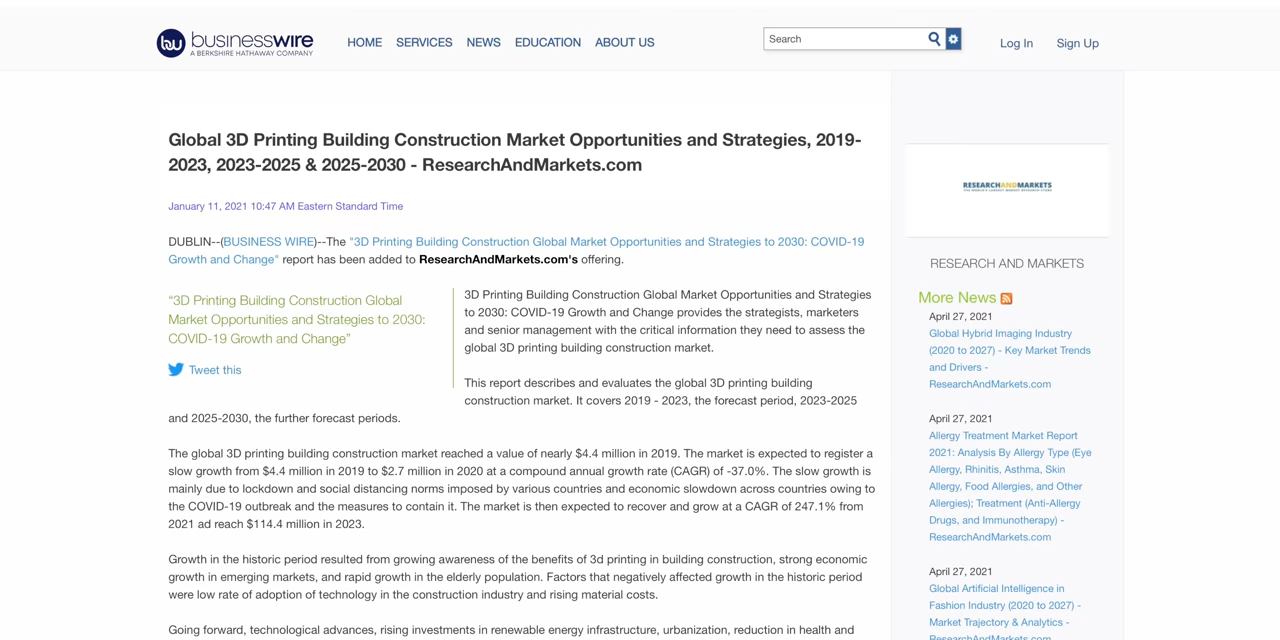 businesswire
A BERKSHIRE HATHAWAY COMPANY
HOME SERVICES NEWS EDUCATION ABOUT US
Search
Log In Sign Up
Global 3D Printing Building Construction Market Opportunities and Strategies, 2019-
2023, 2023-2025 & 2025-2030 - ResearchAndMarkets.com
January 11, 2021 10:47 AM Eastern Standard Time
DUBLIN--(BUSINESS WIRE)--The "3D Printing Building Construction Global Market Opportunities and Strategies to 2030: COVID-19
Growth and Change" report has been added to ResearchAndMarkets.com's offering.
“3D Printing Building Construction Global
Market Opportunities and Strategies to 2030:
COVID-19 Growth and Change”
Tweet this
3D Printing Building Construction Global Market Opportunities and Strategies
to 2030: COVID-19 Growth and Change provides the strategists, marketers
and senior management with the critical information they need to assess the
global 3D printing building construction market.
This report describes and evaluates the global 3D printing building
construction market. It covers 2019 - 2023, the forecast period, 2023-2025
and 2025-2030, the further forecast periods.
The global 3D printing building construction market reached a value of nearly $4.4 million in 2019. The market is expected to register a
slow growth from $4.4 million in 2019 to $2.7 million in 2020 at a compound annual growth rate (CAGR) of -37.0%. The slow growth is
mainly due to lockdown and social distancing norms imposed by various countries and economic slowdown across countries owing to
the COVID-19 outbreak and the measures to contain it. The market is then expected to recover and grow at a CAGR of 247.1% from
2021 ad reach $114.4 million in 2023.
Growth in the historic period resulted from growing awareness of the benefits of 3d printing in building construction, strong economic
growth in emerging markets, and rapid growth in the elderly population. Factors that negatively affected growth in the historic period
were low rate of adoption of technology in the construction industry and rising material costs.
Going forward, technological advances, rising investments in renewable energy infrastructure, urbanization, reduction in health and
RESEARCHANDMARKETS
THE WORLD'S LARGEST MARKET RESEARCH STORE
RESEARCH AND MARKETS
More News
April 27, 2021
Global Hybrid Imaging Industry
(2020 to 2027) - Key Market Trends
and Drivers -
ResearchAndMarkets.com
April 27, 2021
Allergy Treatment Market Report
2021: Analysis By Allergy Type (Eye
Allergy, Rhinitis, Asthma, Skin
Allergy, Food Allergies, and Other
Allergies); Treatment (Anti-Allergy
Drugs, and Immunotherapy) -
ResearchAndMarkets.com
April 27, 2021
Global Artificial Intelligence in
Fashion Industry (2020 to 2027) -
Market Trajectory & Analytics -
ResearchAndMarkets.com